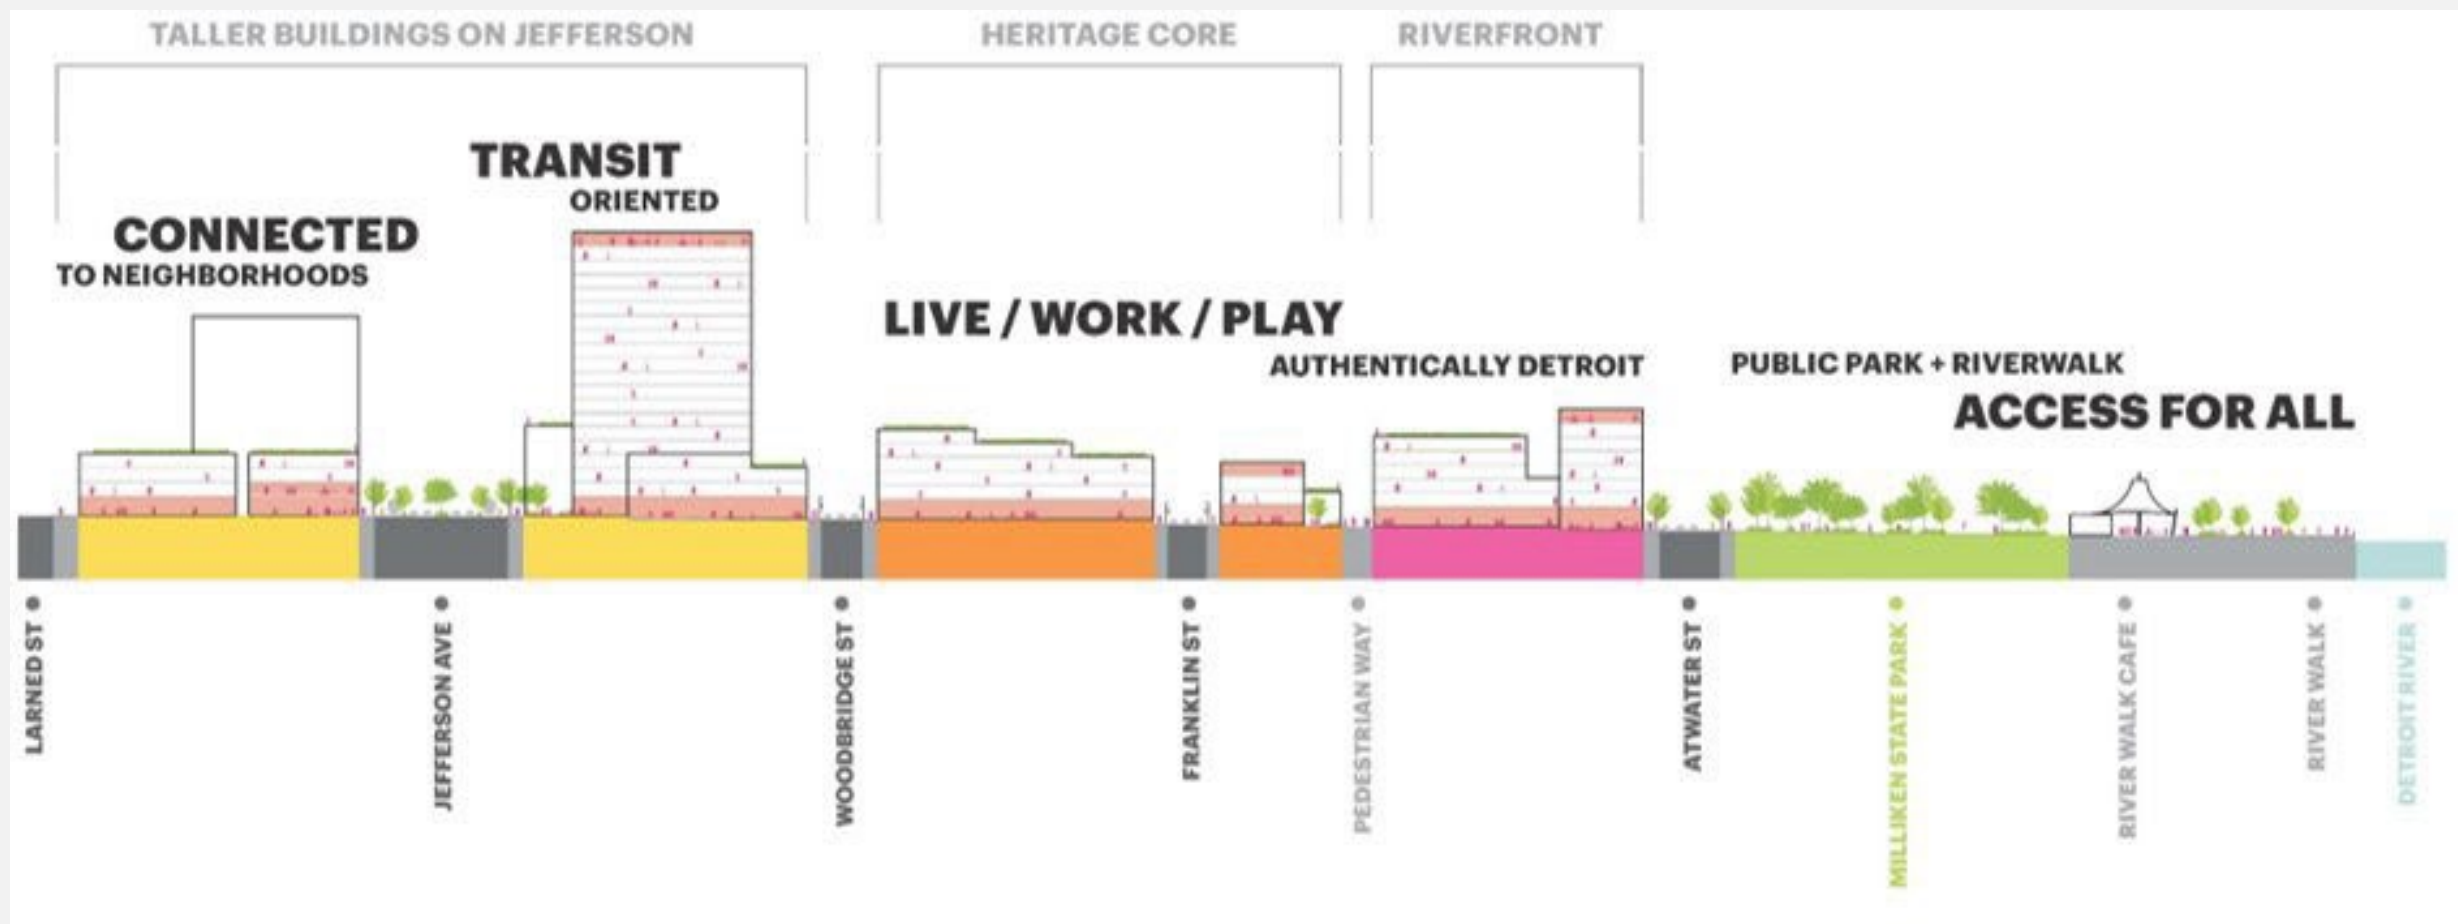 TALLER BUILDINGS ON JEFFERSON
HERITAGE CORE
RIVERFRONT
TRANSIT
ORIENTED
CONNECTED
TO NEIGHBORHOODS
LIVE / WORK / PLAY
AUTHENTICALLY DETROIT
PUBLIC PARK + RIVERWALK
ACCESS FOR ALL
LARNED ST
JEFFERSON AVE
WOODBRIDGE ST
FRANKLIN ST
PEDESTRIAN WAY
ATWATER ST
MILLIKEN STATE PARK
RIVER WALK CAFE
RIVER WALK
DETROIT RIVER